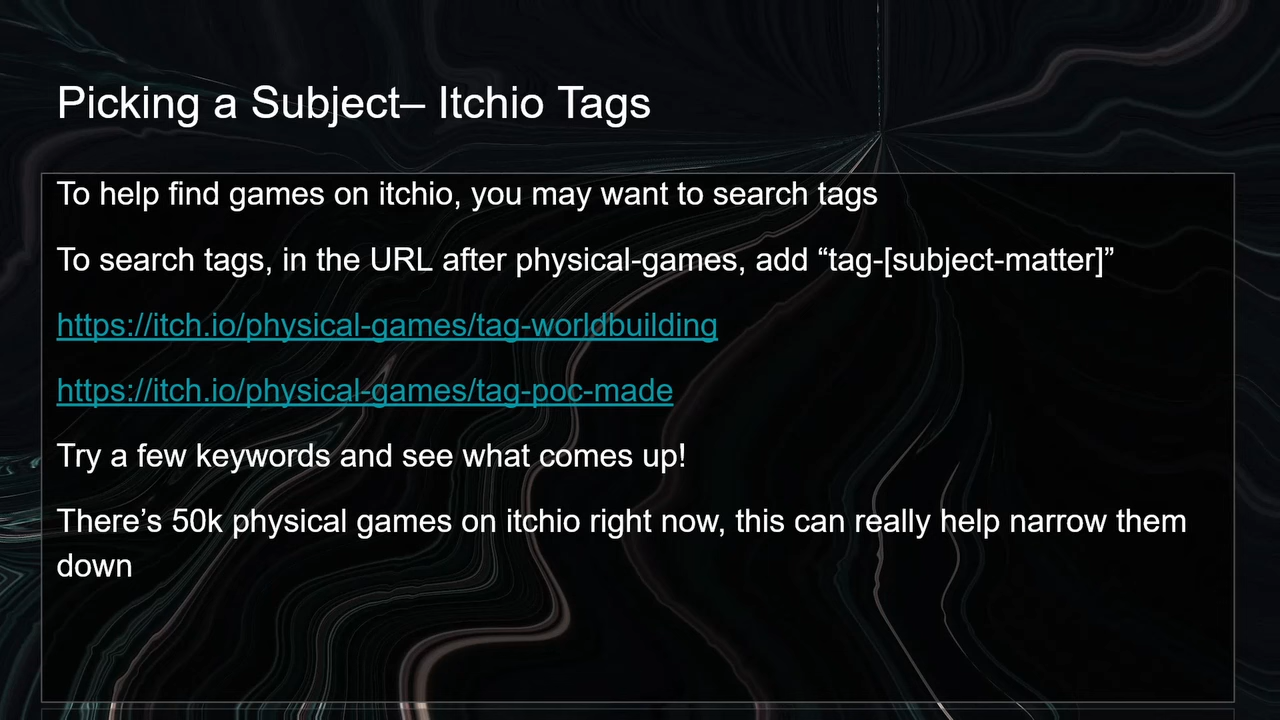 Picking a Subject– Itchio Tags
To help find games on itchio, you may want to search tags
To search tags, in the URL after physical-games, add “tag-[subject-matter]”
https://itch.io/physical-games/tag-worldbuilding
https://itch.io/physical-games/tag-poc-made
Try a few keywords and see what comes up!
There’s 50k physical games on itchio right now, this can really help narrow them
down